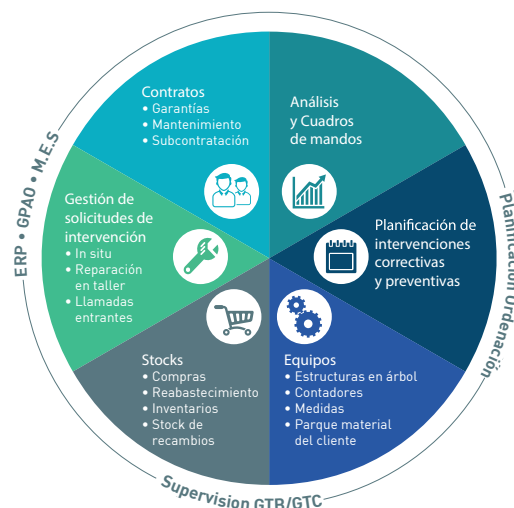 Contratos
• Garantías
• Mantenimiento
• Subcontratación
Análisis
y Cuadros
de mandos
Gestión de
solicitudes de
intervención
• In situ
• Reparación
en taller
• Llamadas
entrantes
Planificación de
intervenciones
correctivas
y preventivas
Stocks
• Compras
• Reabastecimiento
• Inventarios
• Stock de
recambios
Equipos
• Estructuras en árbol
• Contadores
• Medidas
• Parque material
del cliente
ERP • GPAO • M.E.S
Planificación Ordenación
Supervision GTB/GTC